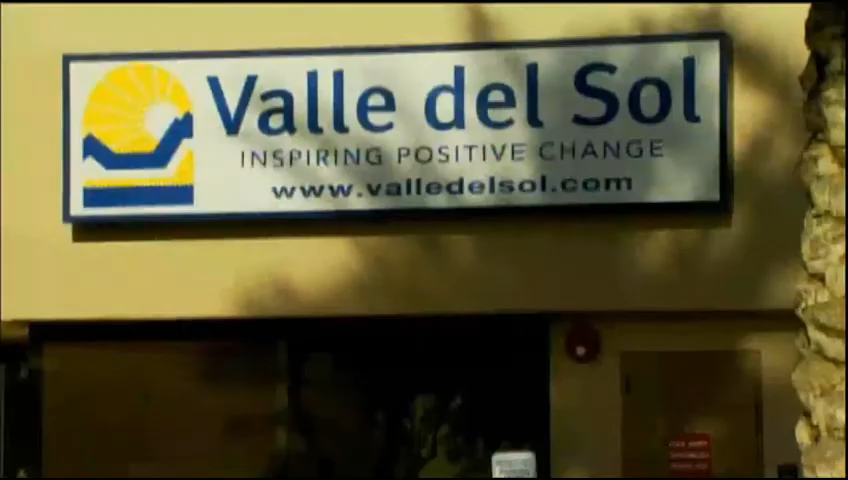 Valle del Sol
INSPIRING POSITIVE CHANGE
www.valledelsol.com